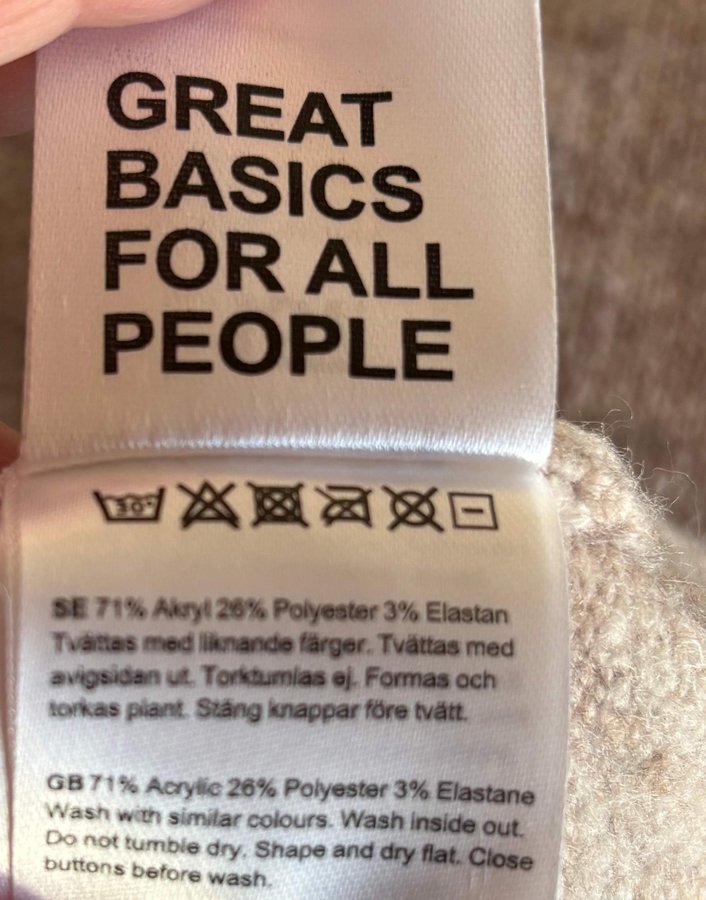 GREAT
BASICS
FOR ALL
PEOPLE
30°
SE 71% Akryl 26% Polyester 3% Elastan
Tvättas med liknande färger. Tvättas med
avigsidan ut. Torktumlas ej. Formas och
torkas plant. Stäng knappar före tvätt.
GB 71% Acrylic 26% Polyester 3% Elastane
Wash with similar colours. Wash inside out.
Do not tumble dry. Shape and dry flat. Close
buttons before wash.